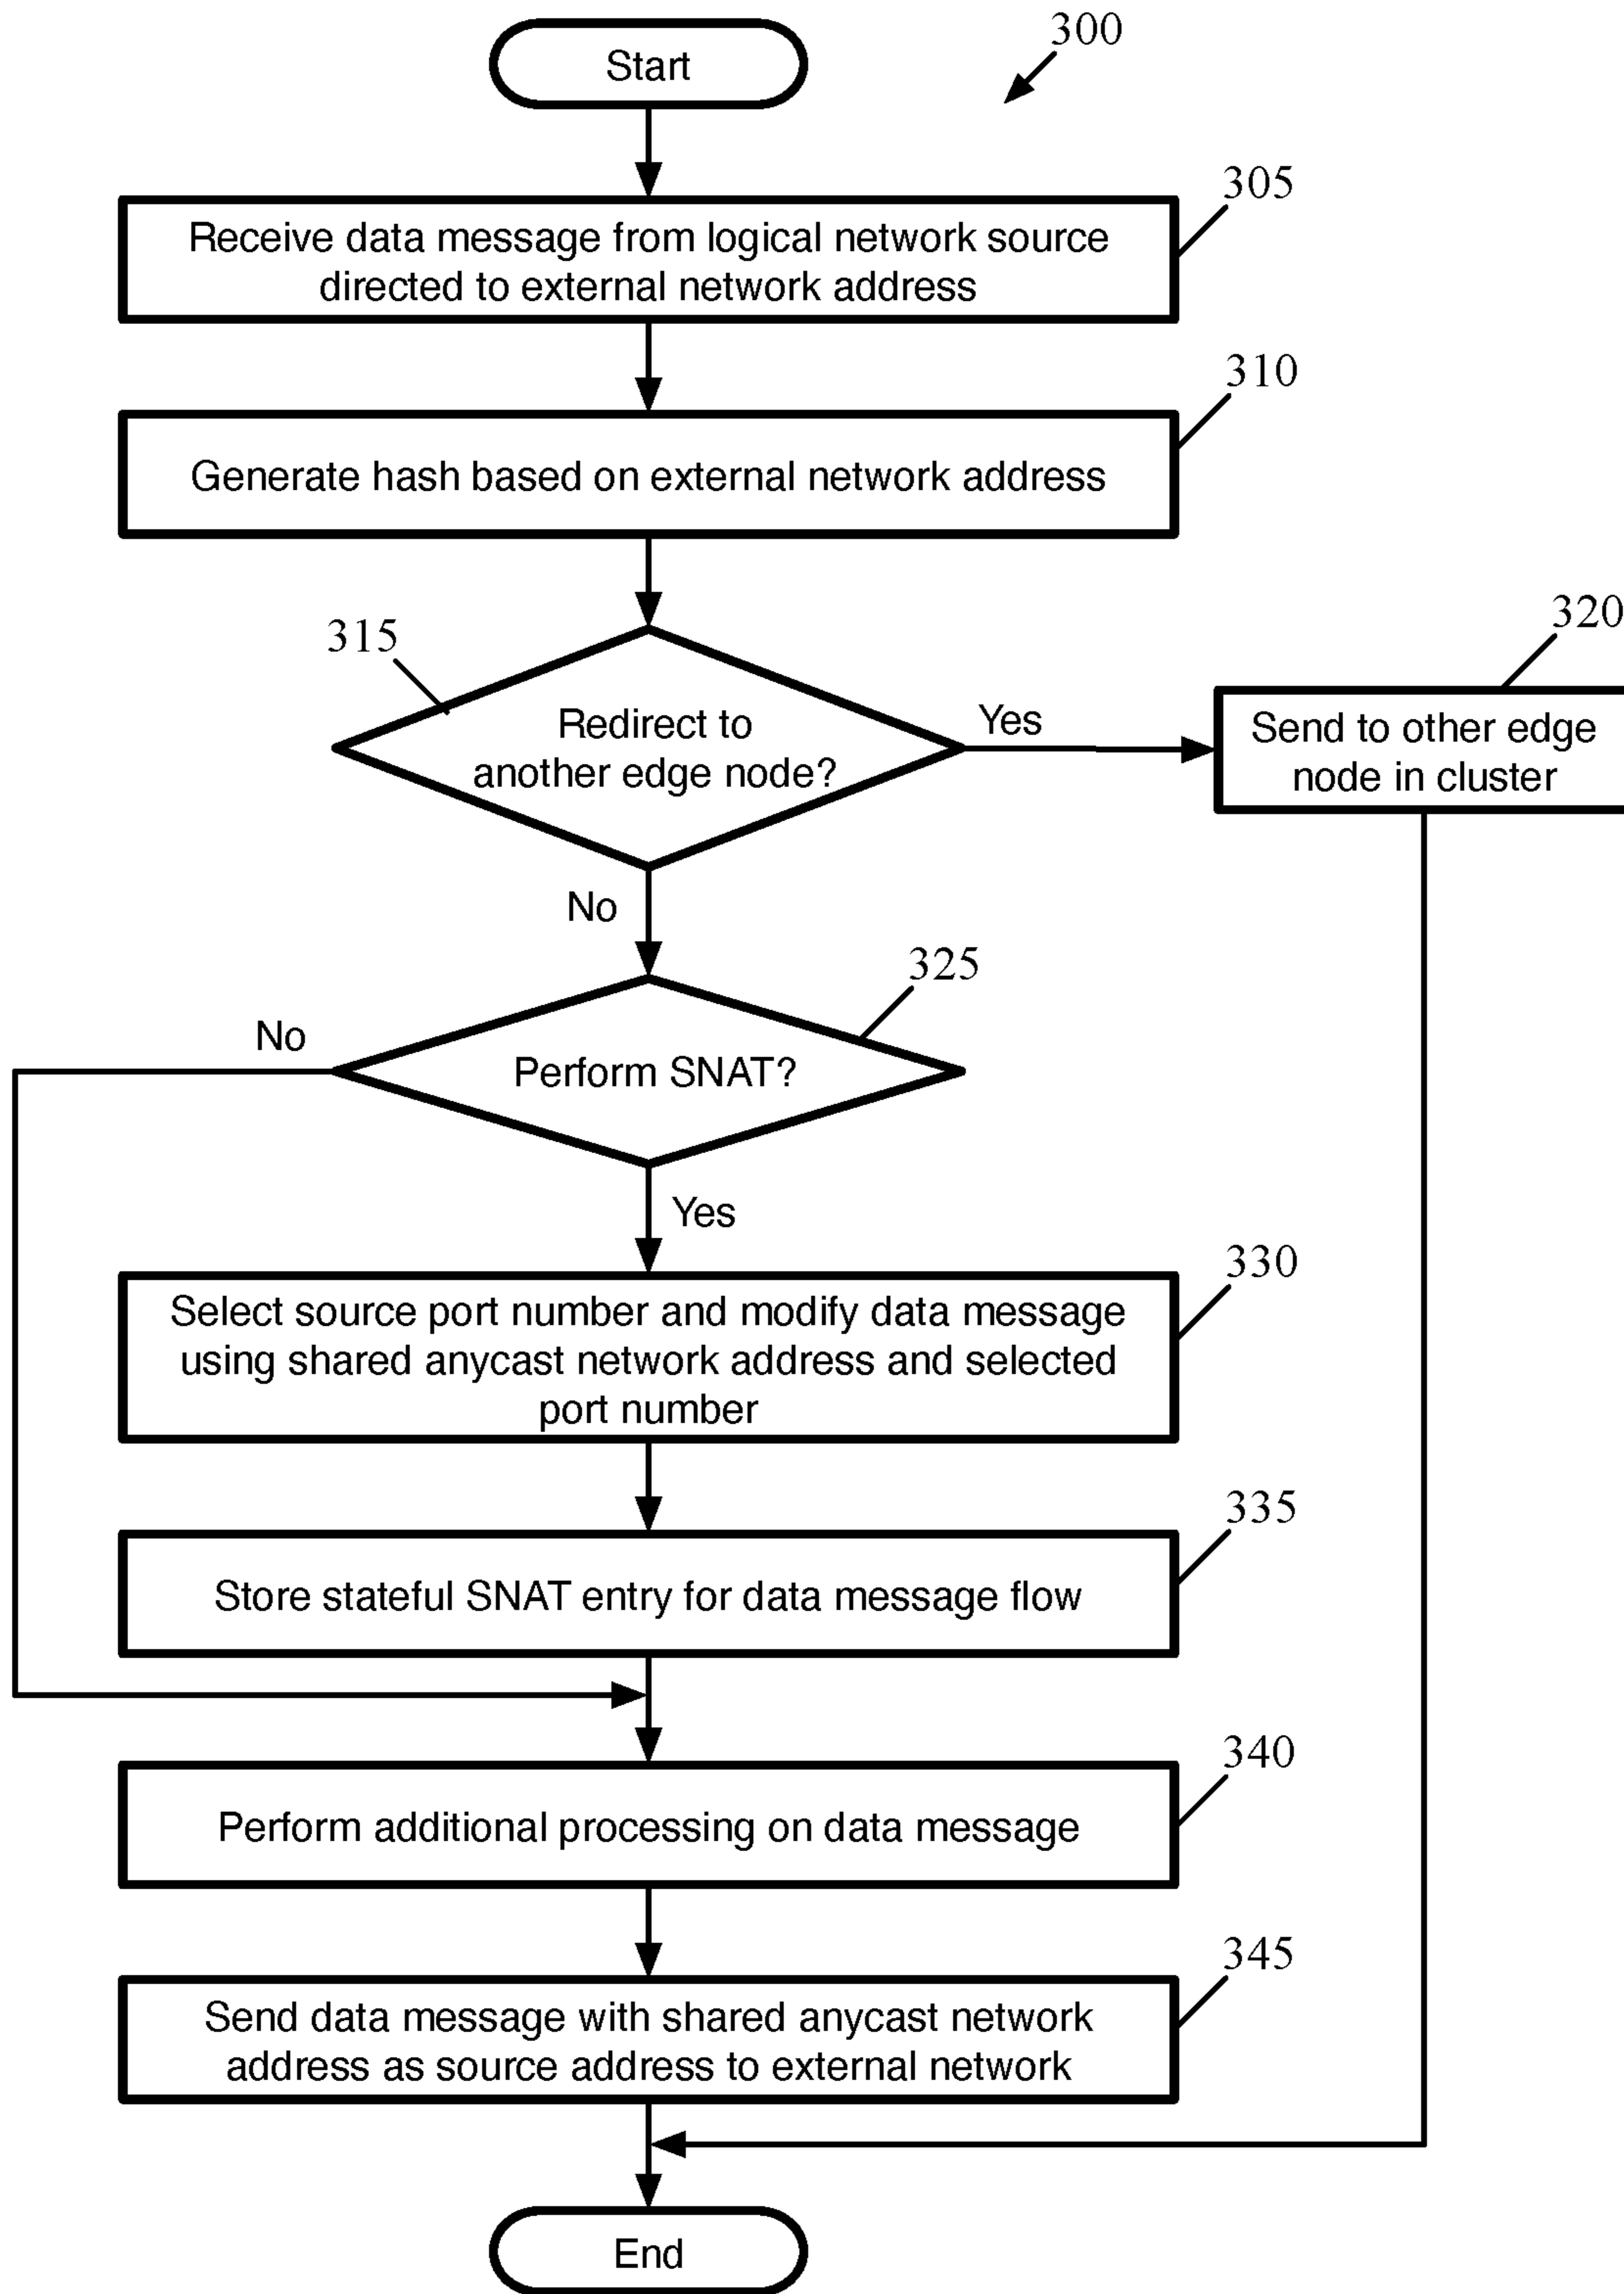 Start
300
305
Receive data message from logical network source
directed to external network address
310
Generate hash based on external network address
315
Redirect to
another edge node?
Yes
320
Send to other edge
node in cluster
No
325
No
Perform SNAT?
Yes
330
Select source port number and modify data message
using shared anycast network address and selected
port number
335
Store stateful SNAT entry for data message flow
340
Perform additional processing on data message
345
Send data message with shared anycast network
address as source address to external network
End